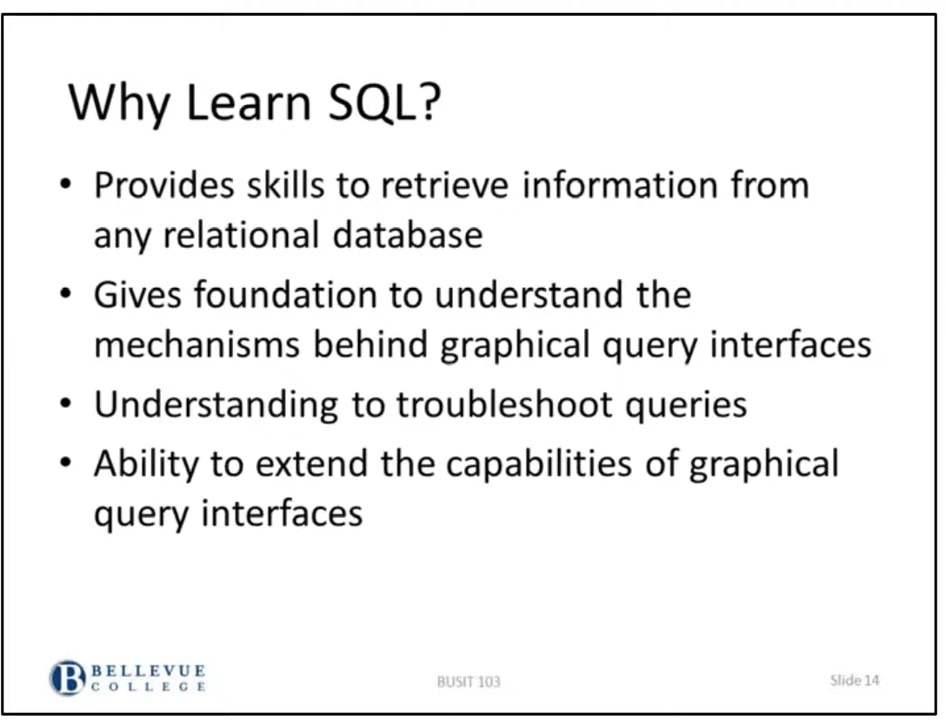 Why Learn SQL?
• Provides skills to retrieve information from
any relational database
• Gives foundation to understand the
mechanisms behind graphical query interfaces
• Understanding to troubleshoot queries
• Ability to extend the capabilities of graphical
query interfaces
B BELLEVUE
COLLEGE
BUSIT 103
Slide 14